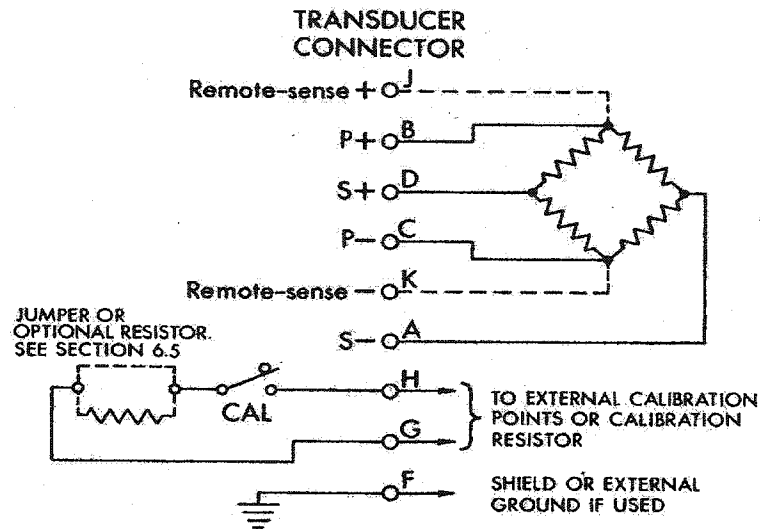 TRANSDUCER
CONNECTOR
Remote-sense + J
P+ B
S+ D
P- C
Remote-sense - K
S- A
JUMPER OR
OPTIONAL RESISTOR.
SEE SECTION 6.5
CAL
H
G
TO EXTERNAL CALIBRATION
POINTS OR CALIBRATION
RESISTOR
F
SHIELD OR EXTERNAL
GROUND IF USED